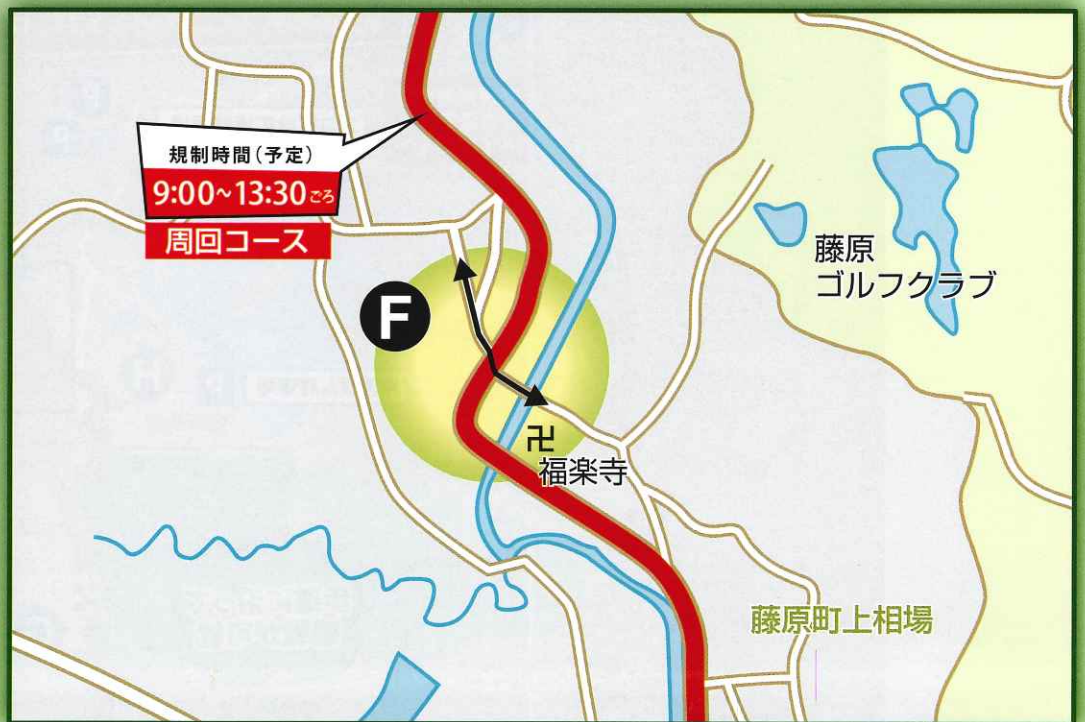 規制時間(予定)
9:00~13:30ごろ
周回コース
F
藤原
ゴルフクラブ
卍
福楽寺
藤原町上相場